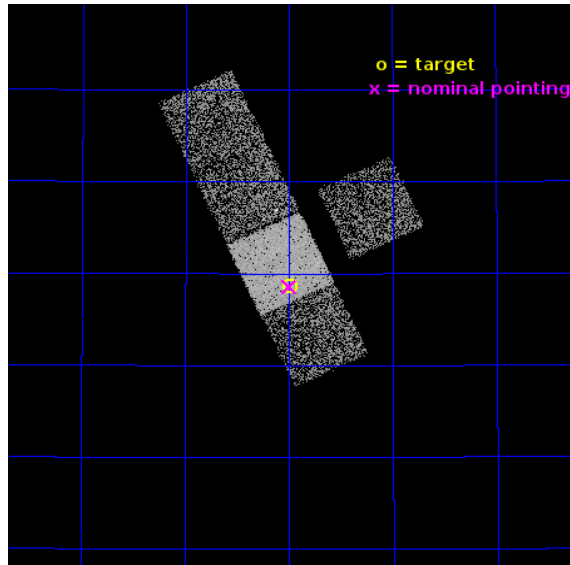 o = target
x = nominal pointing